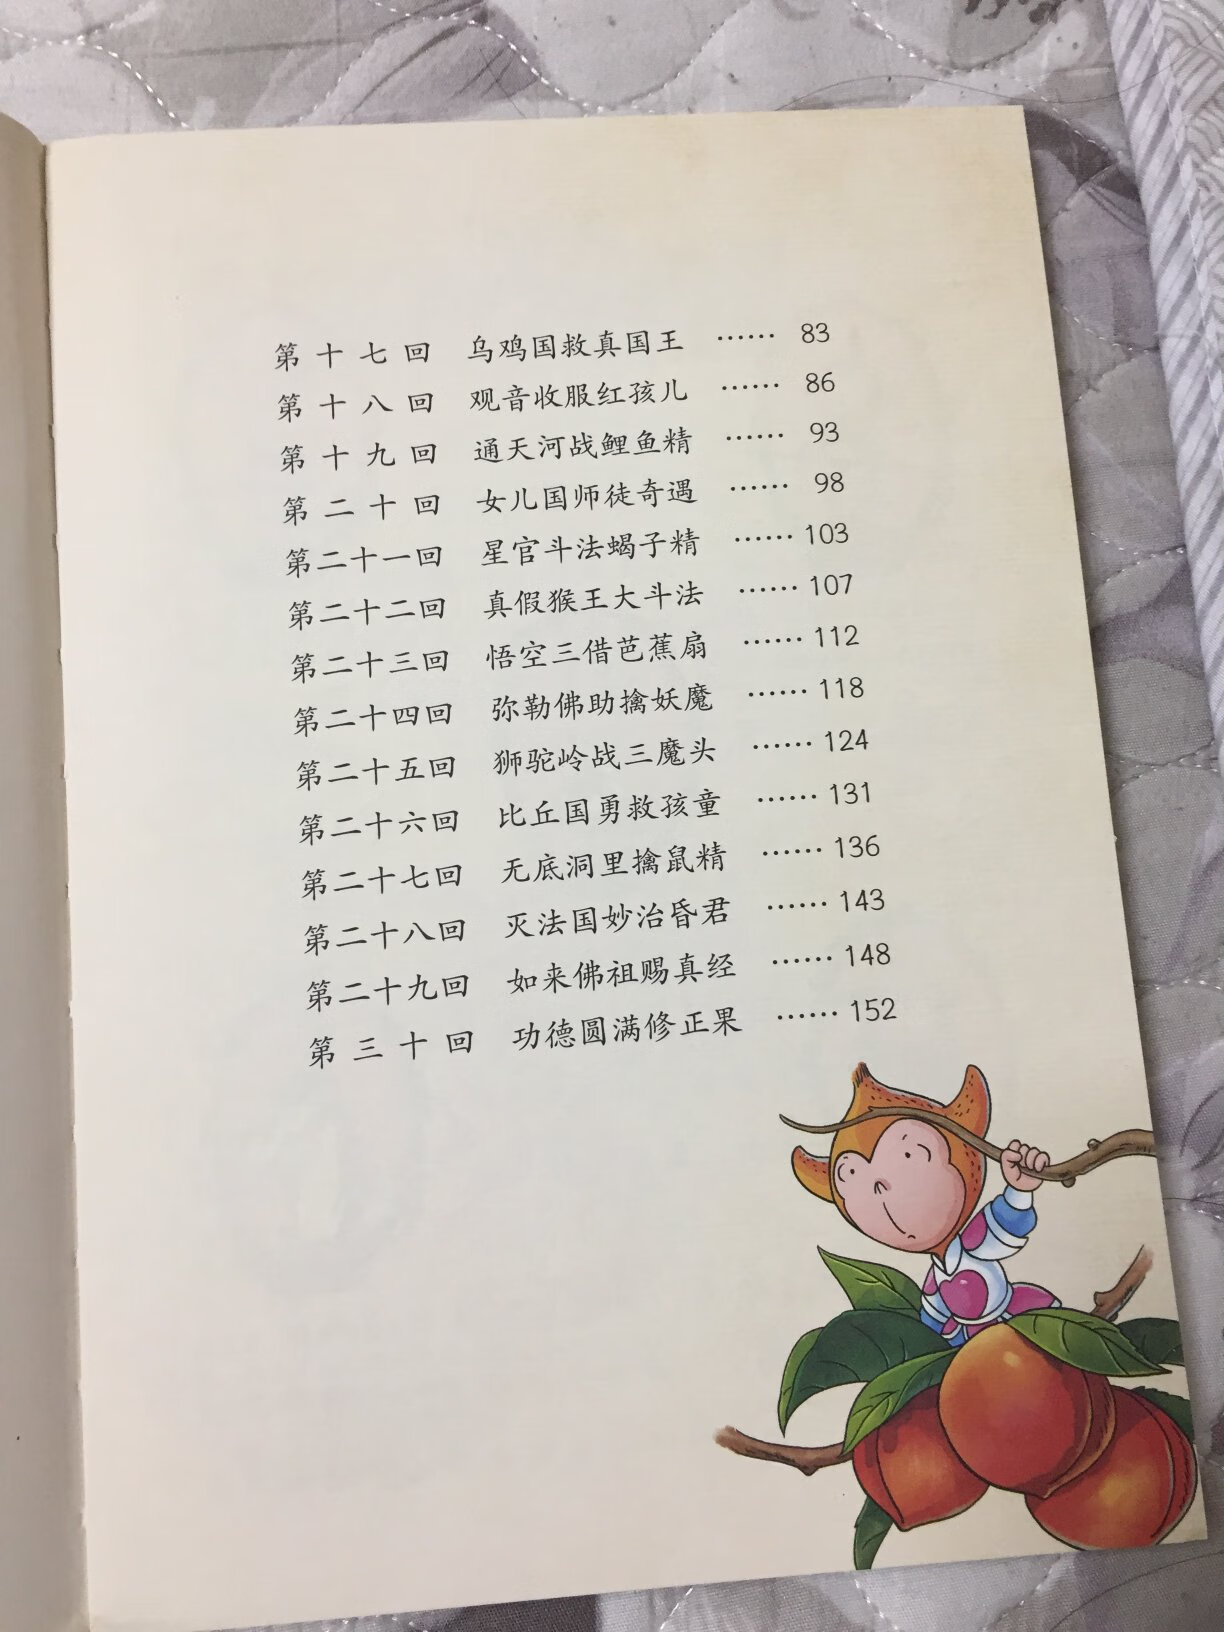 第十七回 乌鸡国救真国王 …… 83
第十八回 观音收服红孩儿 …… 86
第十九回 通天河战鲤鱼精 …… 93
第二十回 女儿国师徒奇遇 …… 98
第二十一回 星官斗法蝎子精 …… 103
第二十二回 真假猴王大斗法 …… 107
第二十三回 悟空三借芭蕉扇 …… 112
第二十四回 弥勒佛助擒妖魔 …… 118
第二十五回 狮驼岭战三魔头 …… 124
第二十六回 比丘国勇救孩童 …… 131
第二十七回 无底洞里擒鼠精 …… 136
第二十八回 灭法国妙治昏君 …… 143
第二十九回 如来佛祖赐真经 …… 148
第三十回 功德圆满修正果 …… 152